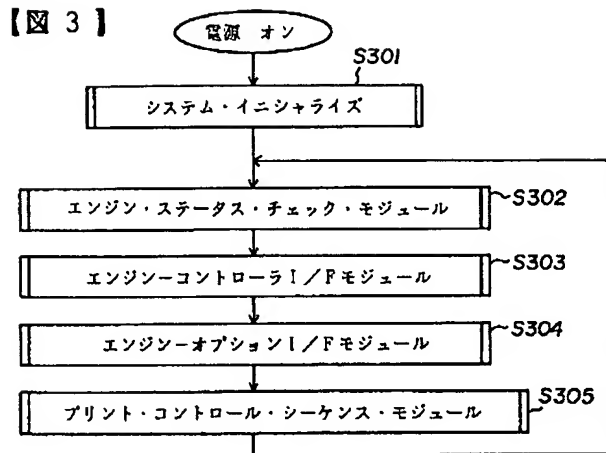 【図 3 】
電源 オン
S301
システム・イニシャライズ
エンジン・ステータス・チェック・モジュール
S302
エンジンーコントローラI/Fモジュール
S303
エンジンーオプションI/Fモジュール
S304
プリント・コントロール・シーケンス・モジュール
S305